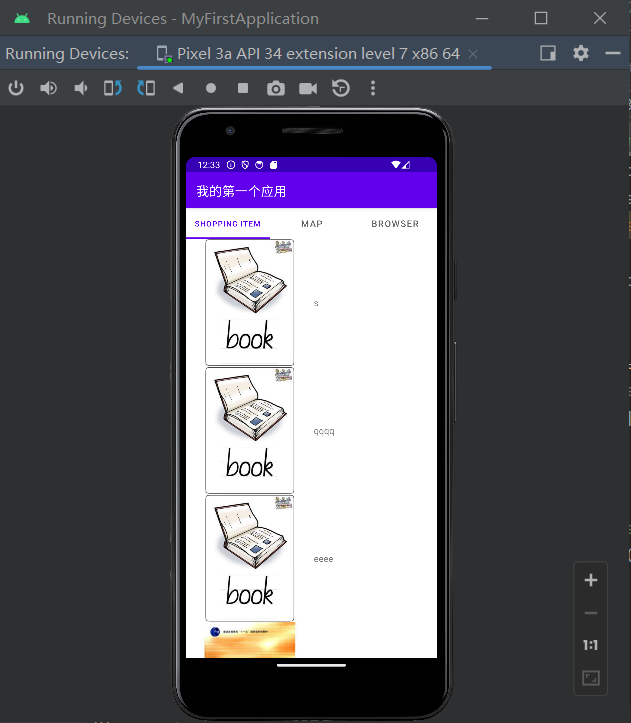 Running Devices - MyFirstApplication
Running Devices:
Pixel 3a API 34 extension level 7 x86 64
12:33
我的第一个应用
SHOPPING ITEM
MAP
BROWSER
book
s
book
qqqq
book
eeee
1:1